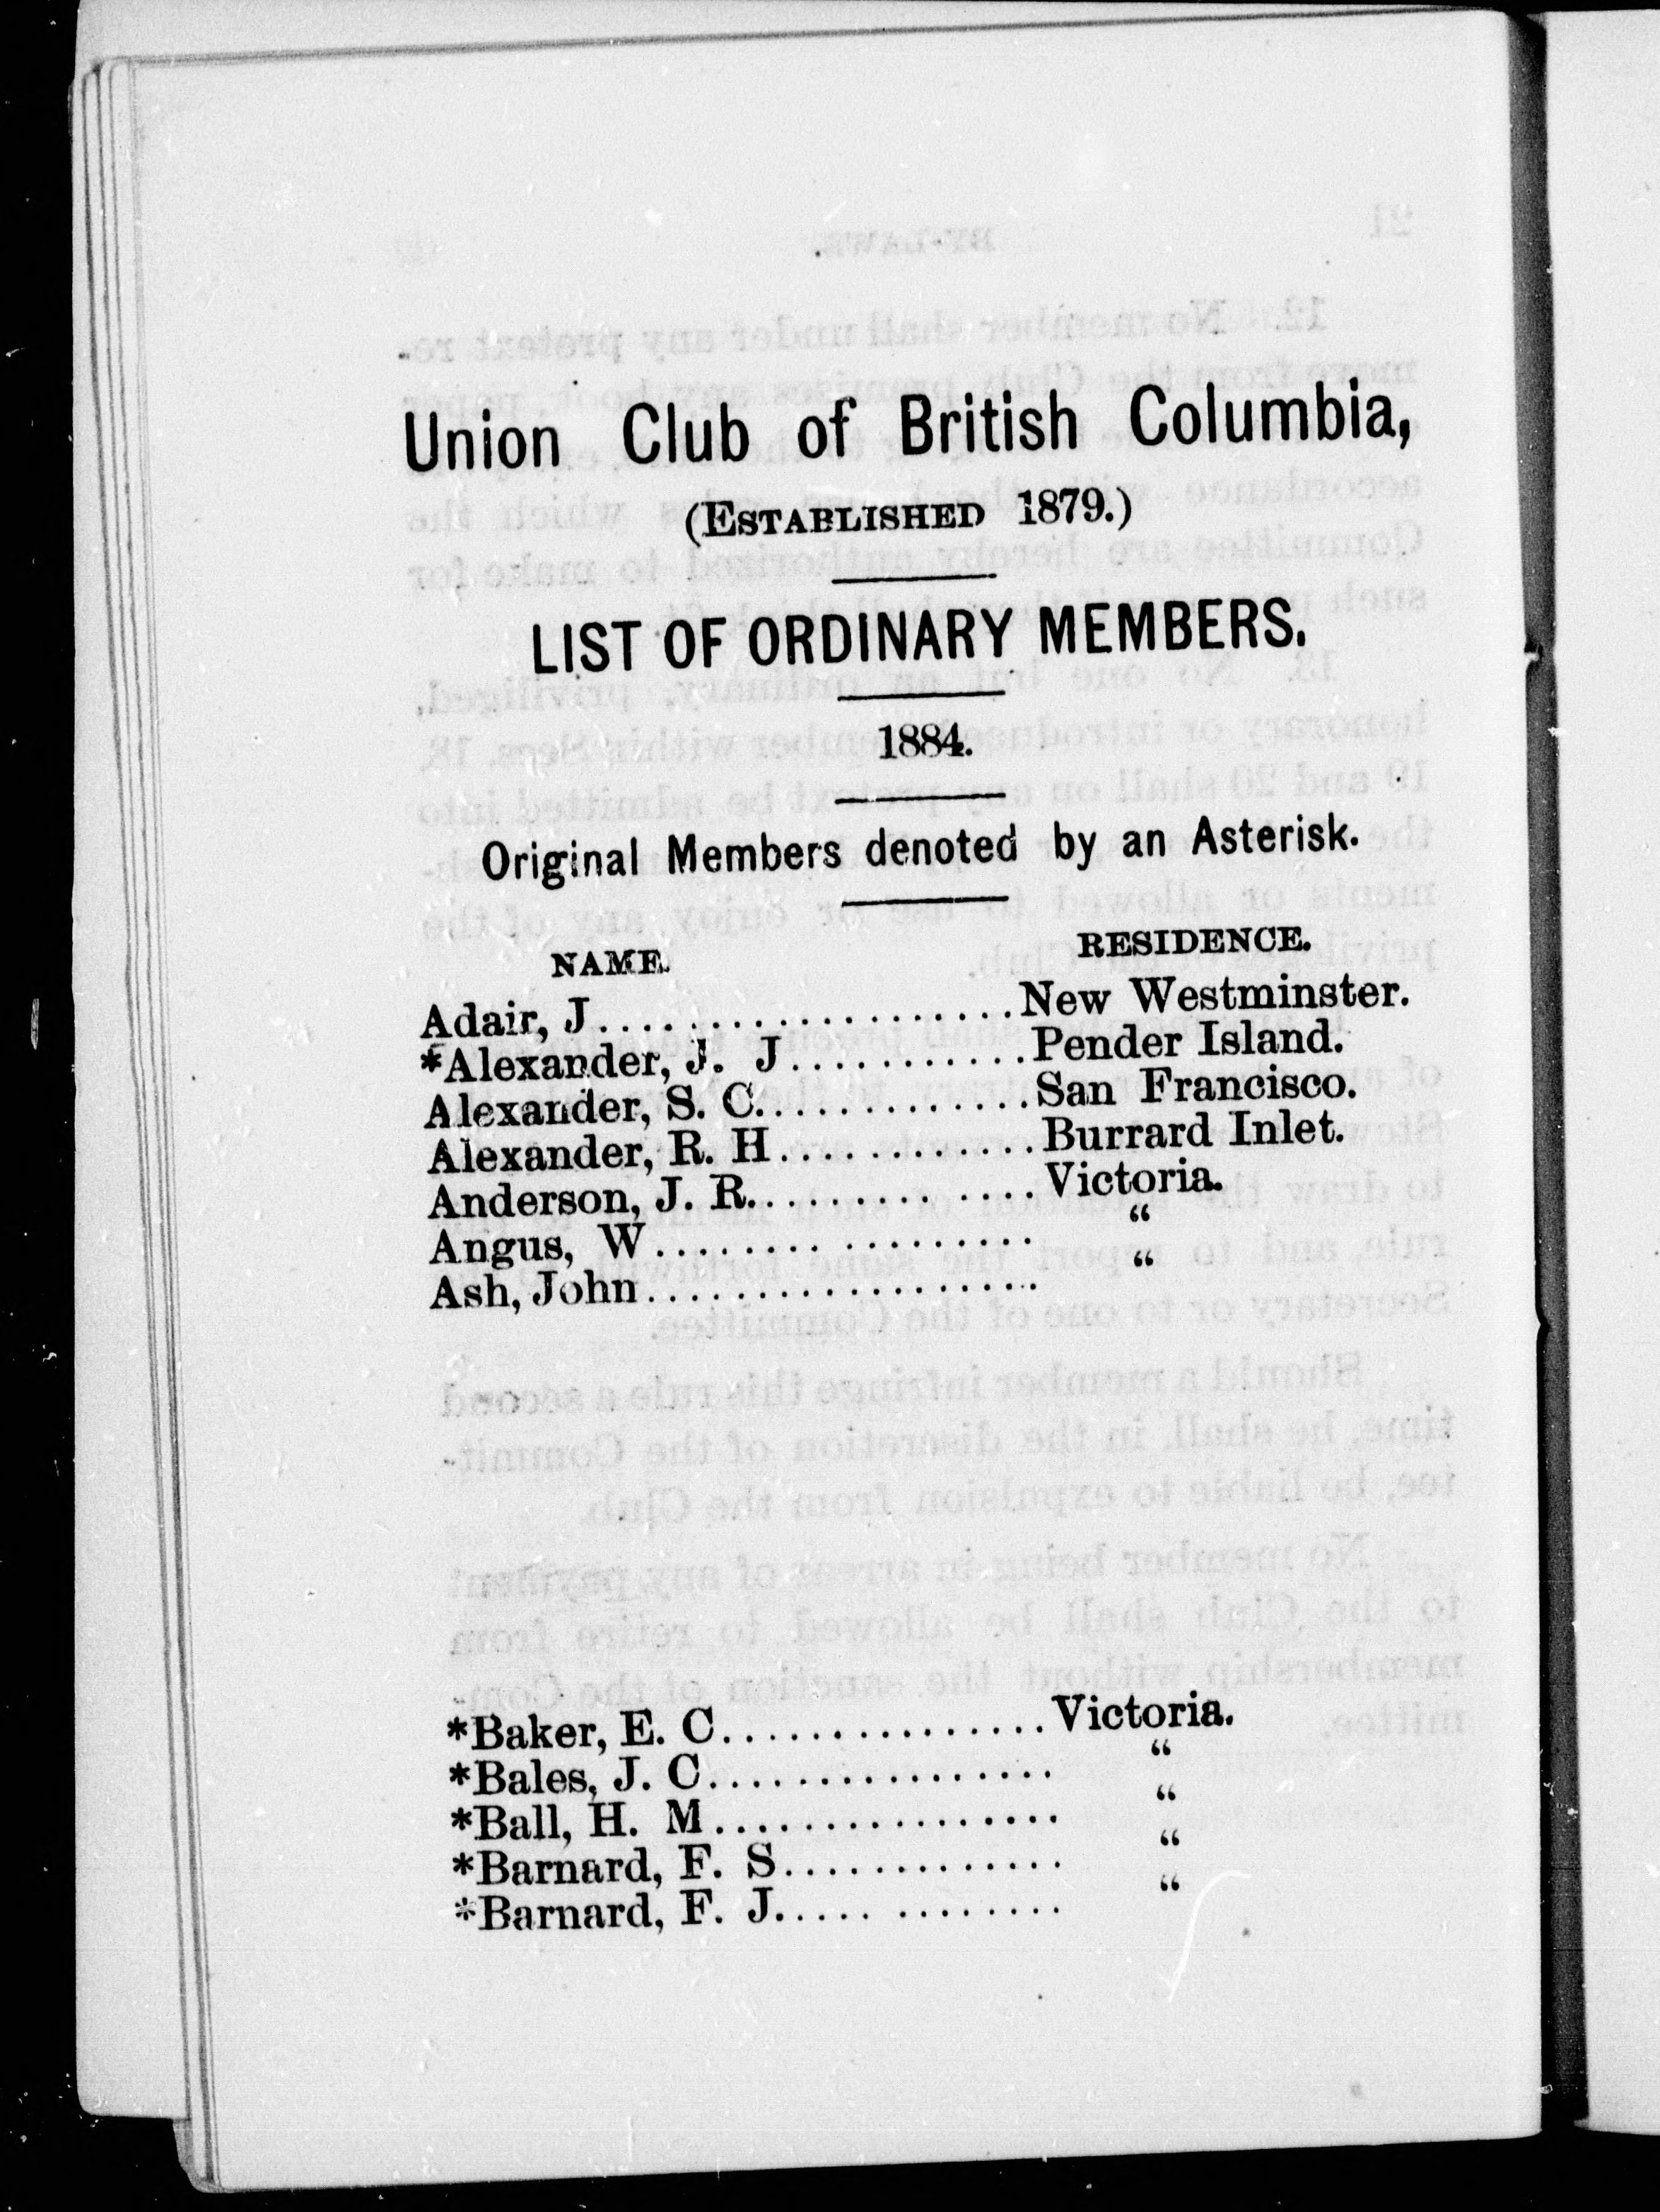 Union Club of British Columbia,
(ESTABLISHED 1879.)
LIST OF ORDINARY MEMBERS.
1884.
Original Members denoted by an Asterisk.
NAME. RESIDENCE.
Adair, J....................New Westminster.
*Alexander, J. J...........Pender Island.
Alexander, S. C.............San Francisco.
Alexander, R. H............Burrard Inlet.
Anderson, J. R......... ....Victoria.
Angus, W........ ......... “
Ash, John.................. “
*Baker, E. C...............Victoria.
*Bales, J. C................ “
*Ball, H. M................ “
*Barnard, F. S............. “
*Barnard, F. J..... ........ “